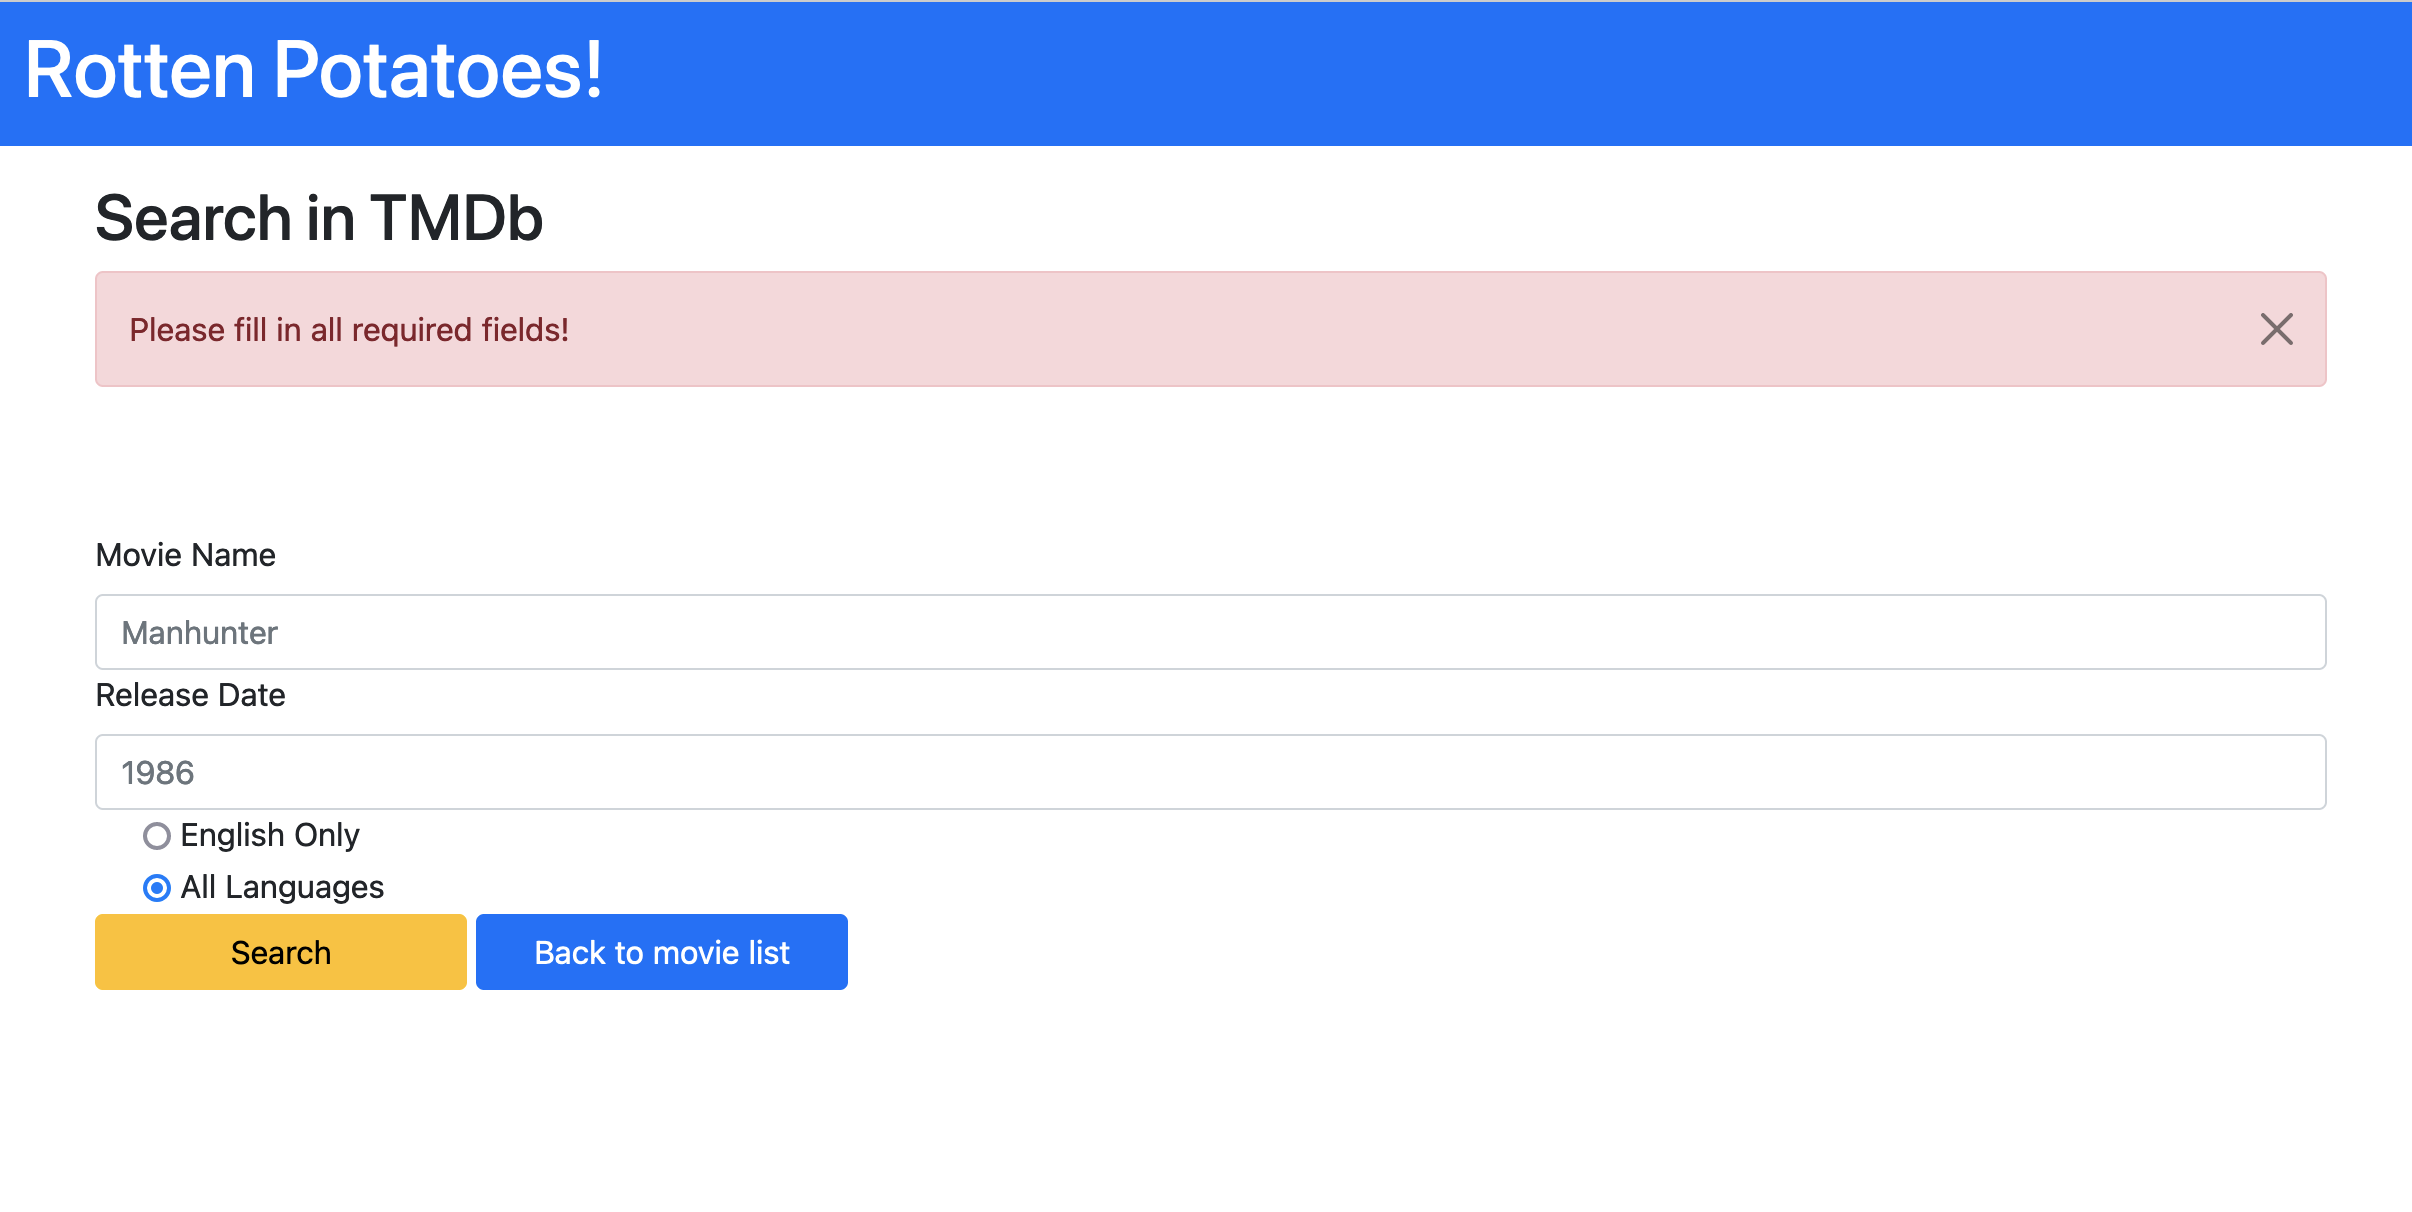 Rotten Potatoes!
Search in TMDb
Please fill in all required fields!
Movie Name
Manhunter
Release Date
1986
English Only
All Languages
Search
Back to movie list